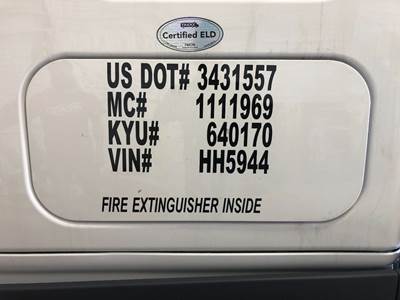 Certified ELD
US DOT# 3431557
MC# 1111969
KYU# 640170
VIN# HH5944
FIRE EXTINGUISHER INSIDE